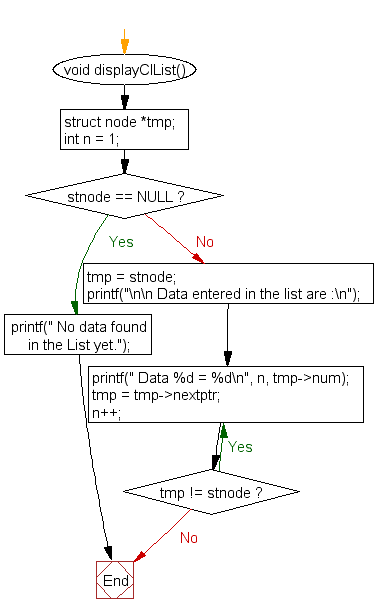 void displayClList()
struct node *tmp;
int n = 1;
stnode == NULL ?
Yes
No
tmp = stnode;
printf("\n\n Data entered in the list are :\n");
printf(" No data found
in the List yet.");
printf(" Data %d = %d\n", n, tmp->num);
tmp = tmp->nextptr;
n++;
Yes
tmp != stnode ?
No
End